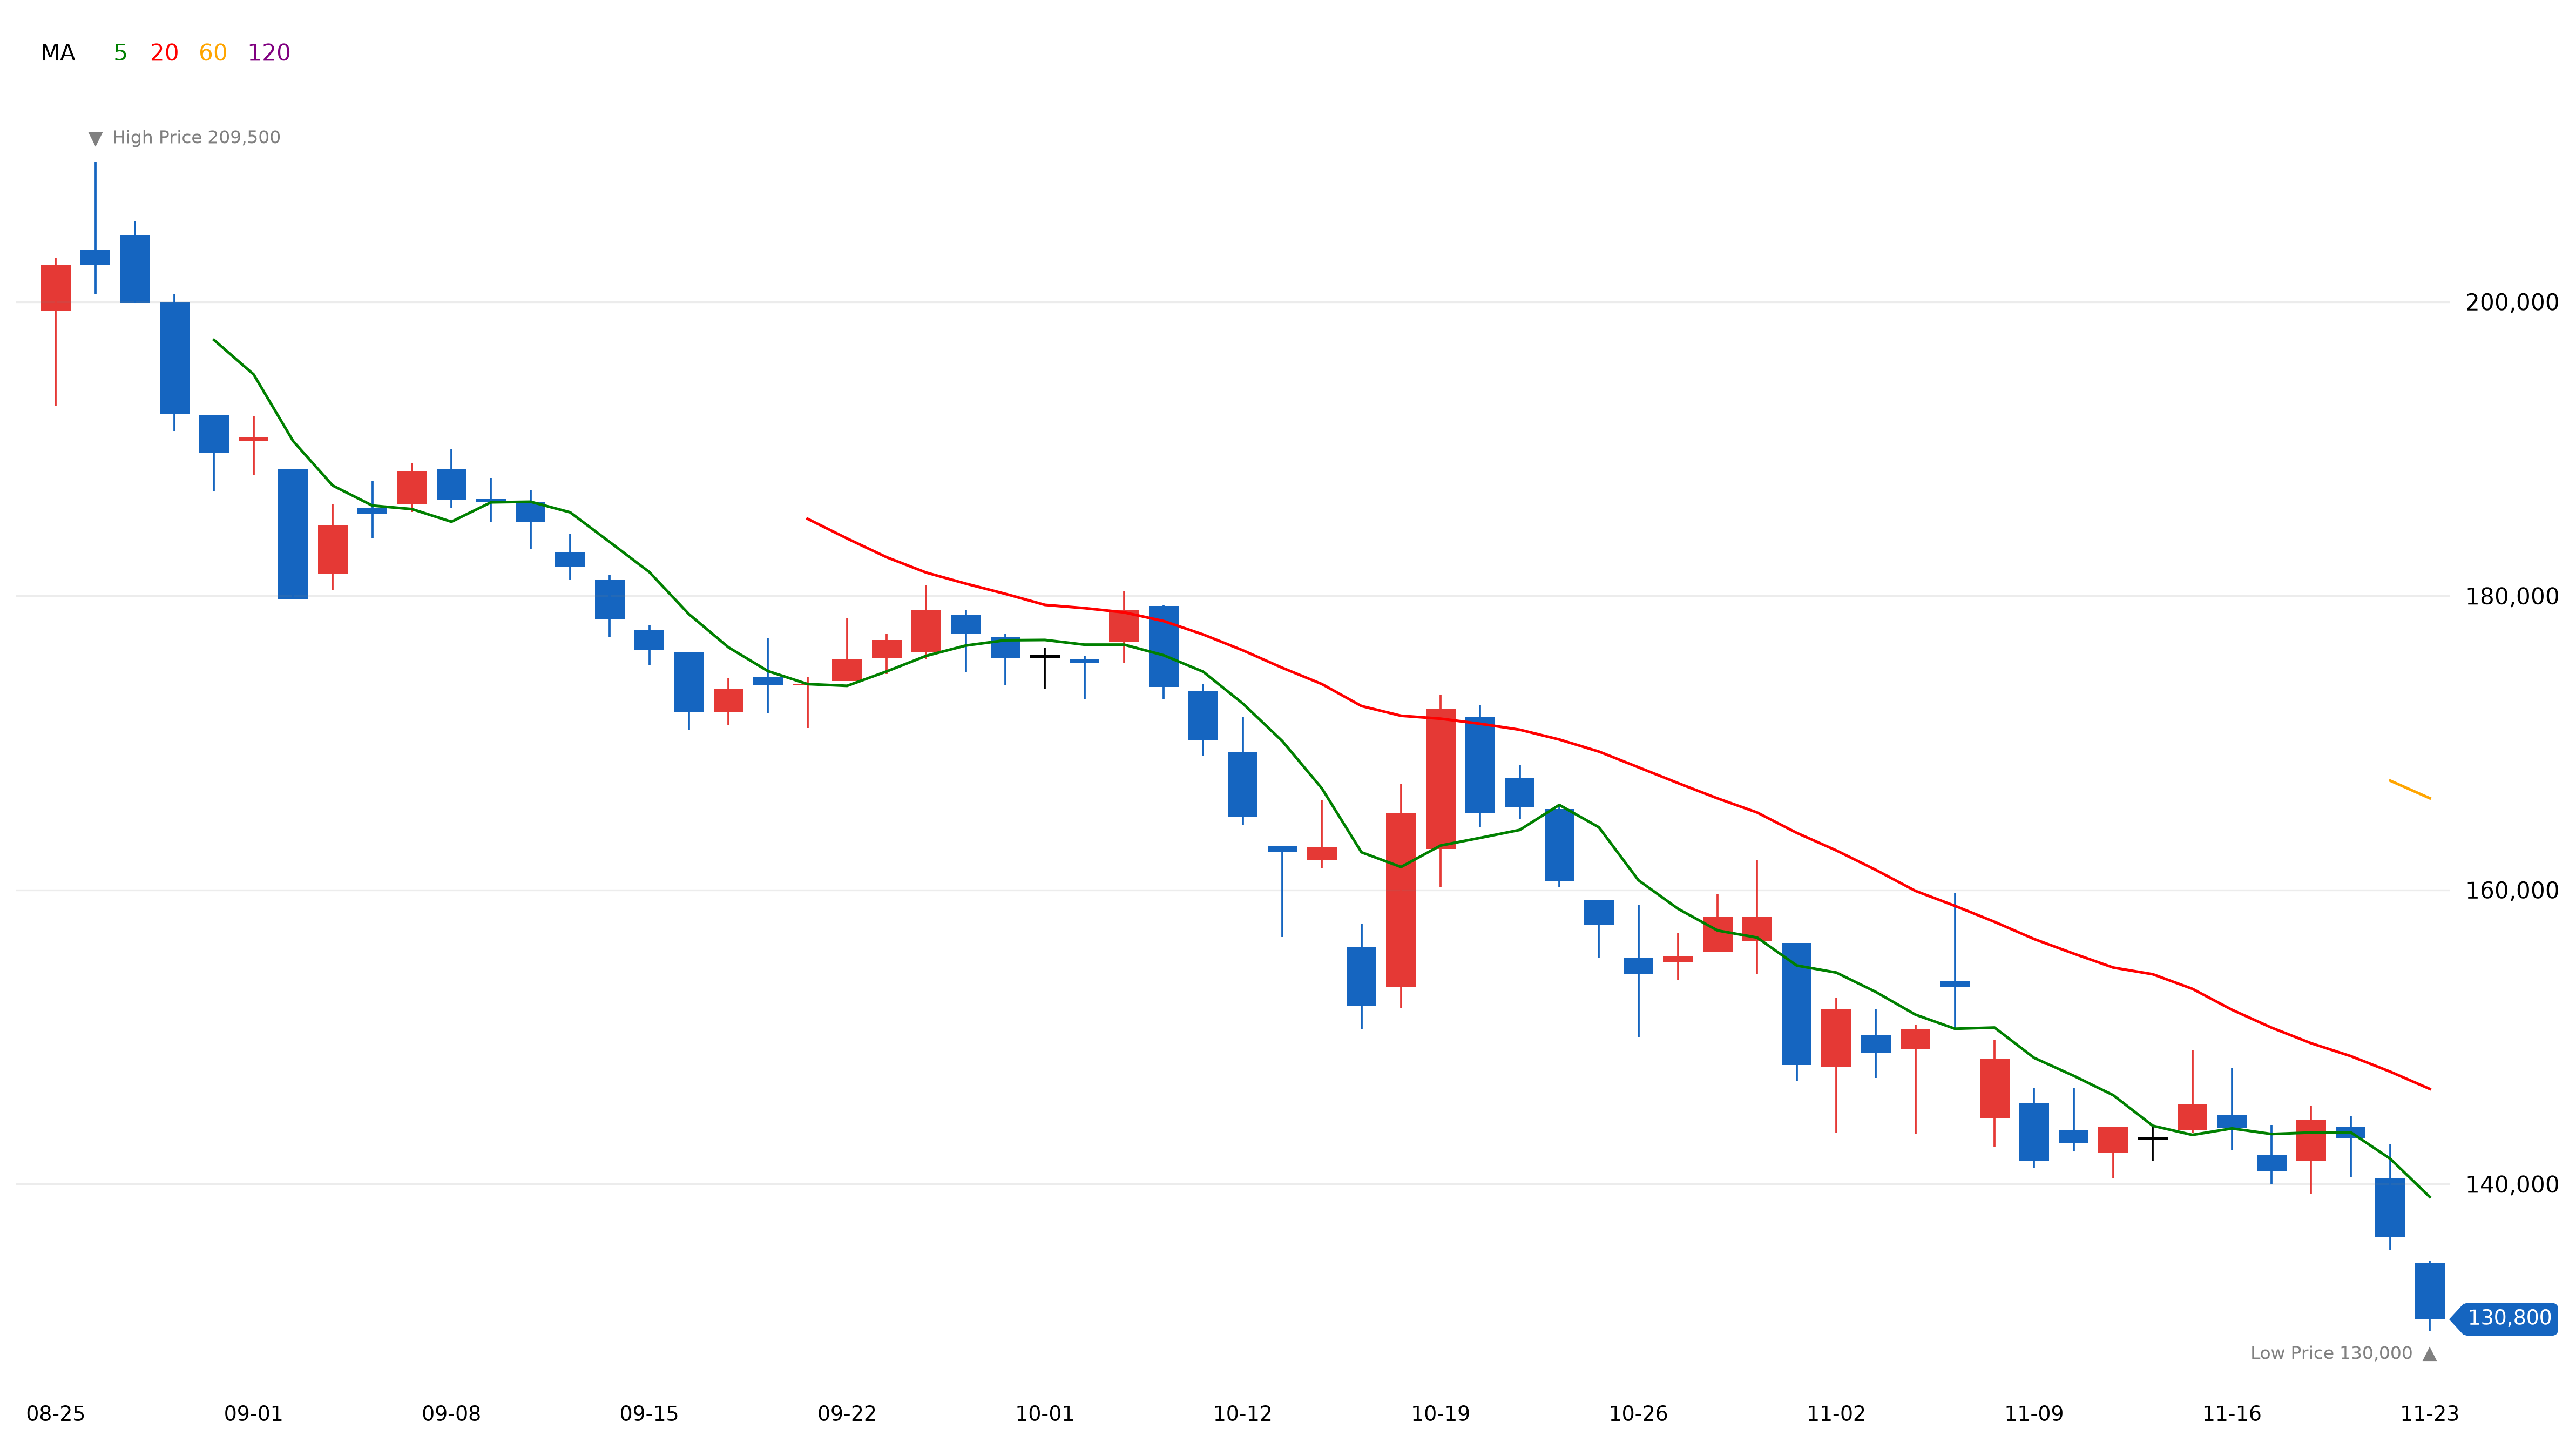 MA 5 20 60 120
▼ High Price 209,500
200,000
180,000
160,000
140,000
130,800
Low Price 130,000 ▲
08-25 09-01 09-08 09-15 09-22 10-01 10-12 10-19 10-26 11-02 11-09 11-16 11-23